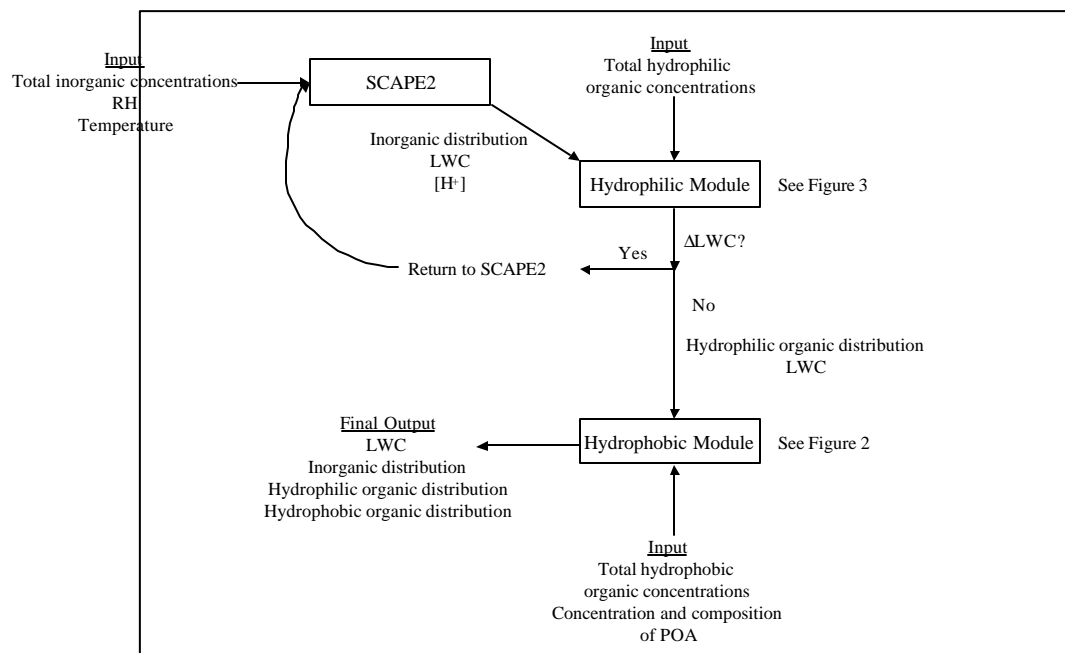 Input
Total inorganic concentrations
RH
Temperature
SCAPE2
Input
Total hydrophilic
organic concentrations
Inorganic distribution
LWC
[H⁺]
Hydrophilic Module
See Figure 3
ΔLWC?
Yes
Return to SCAPE2
No
Hydrophilic organic distribution
LWC
Hydrophobic Module
See Figure 2
Final Output
LWC
Inorganic distribution
Hydrophilic organic distribution
Hydrophobic organic distribution
Input
Total hydrophobic
organic concentrations
Concentration and composition
of POA